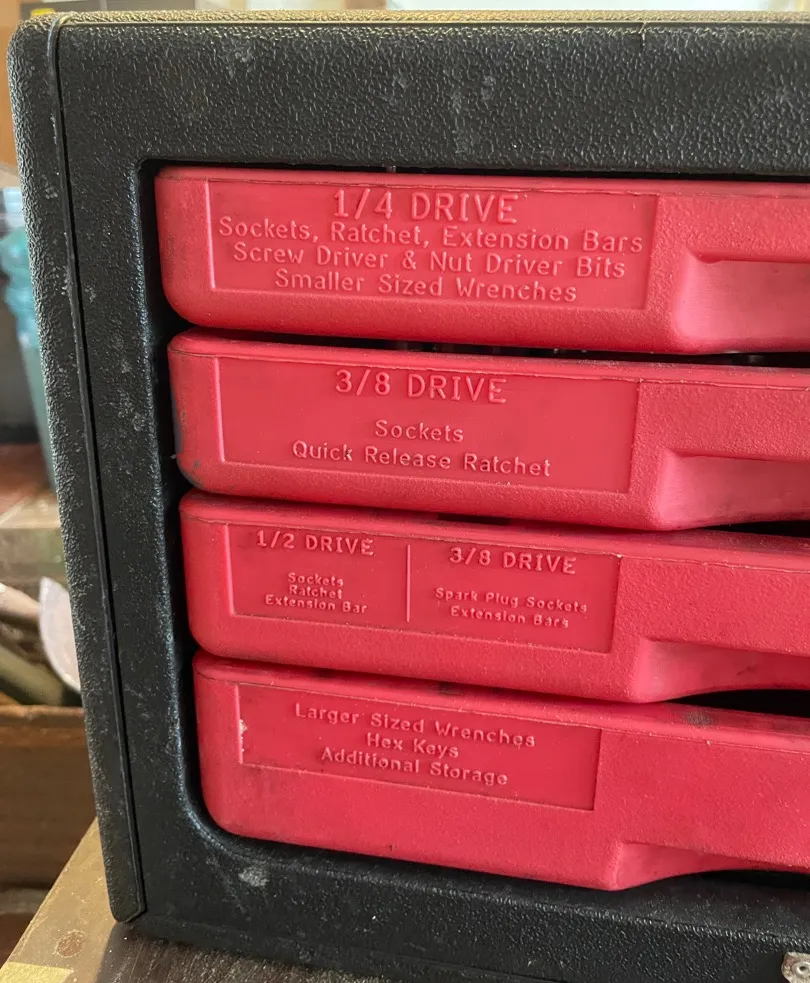 1/4 DRIVE
Sockets, Ratchet, Extension Bars
Screw Driver & Nut Driver Bits
Smaller Sized Wrenches
3/8 DRIVE
Sockets
Quick Release Ratchet
1/2 DRIVE
Sockets
Ratchet
Extension Bar
3/8 DRIVE
Spark Plug Sockets
Extension Bars
Larger Sized Wrenches
Hex Keys
Additional Storage